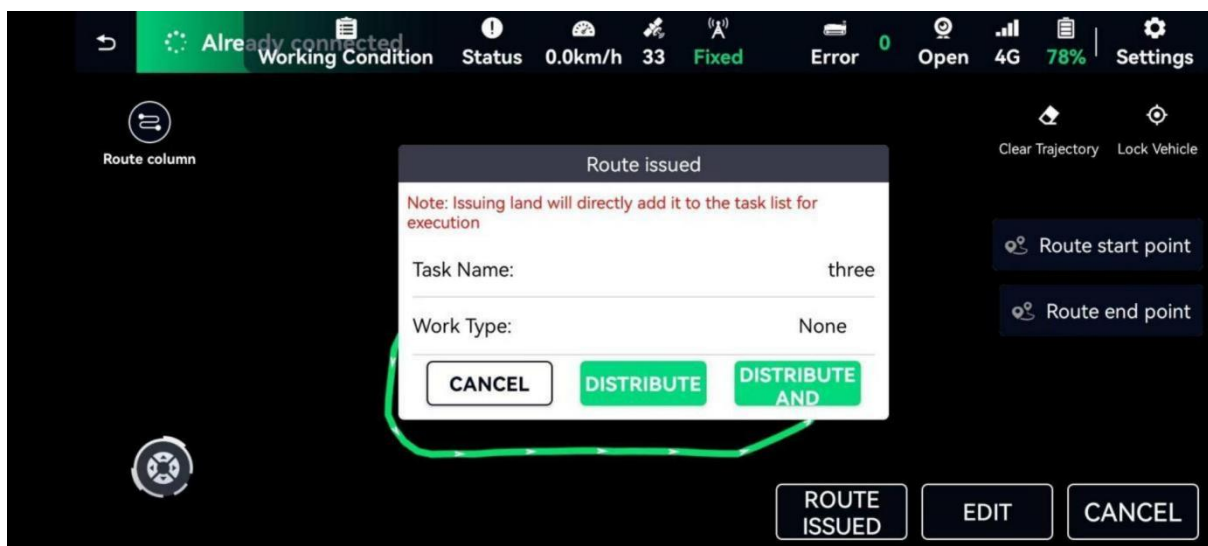 Already connected
Working Condition
Status
0.0km/h
33
Fixed
Error
0
Open
4G
78%
Settings
Route column
Clear Trajectory
Lock Vehicle
Route issued
Note: Issuing land will directly add it to the task list for
execution
Task Name: three
Work Type: None
CANCEL
DISTRIBUTE
DISTRIBUTE
AND
Route start point
Route end point
ROUTE
ISSUED
EDIT
CANCEL